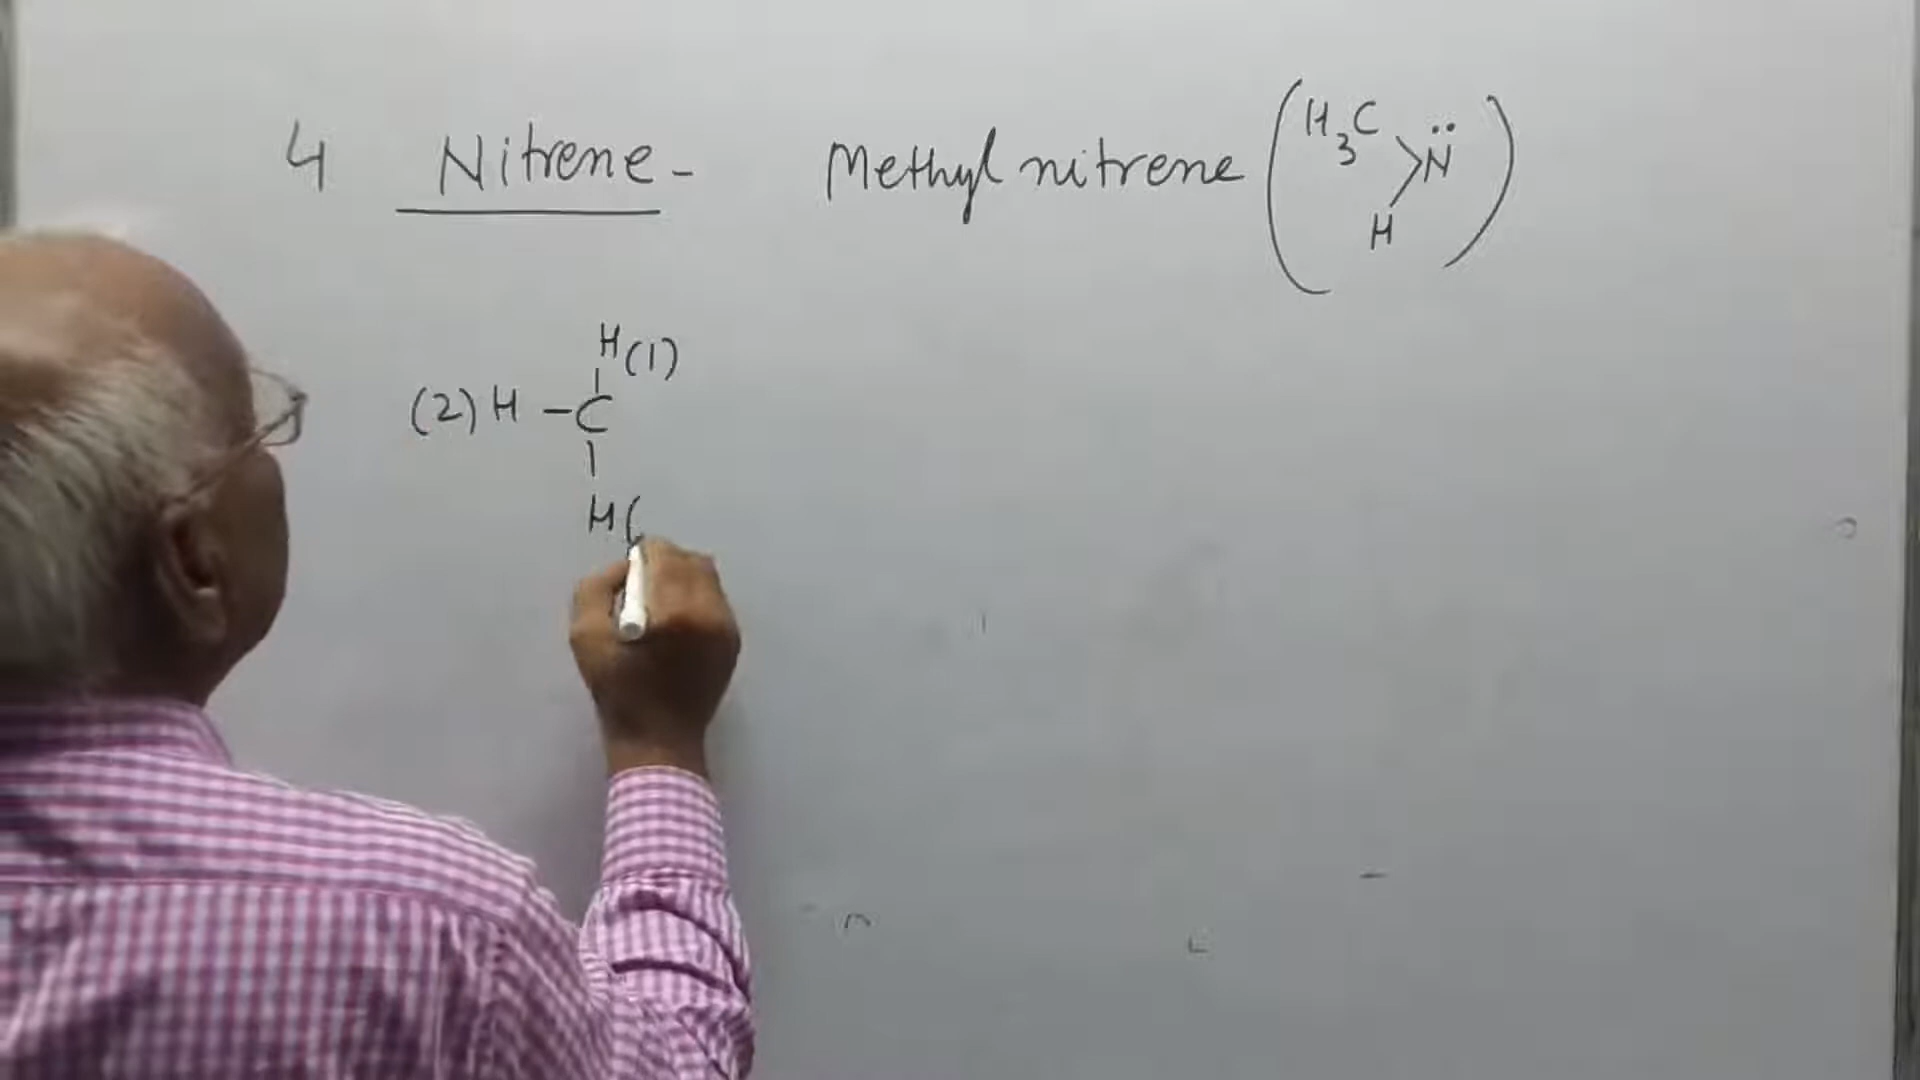 4 Nitrene - Methyl nitrene ( H3C >N̈ )
H
H (1)
(2) H - C
H (